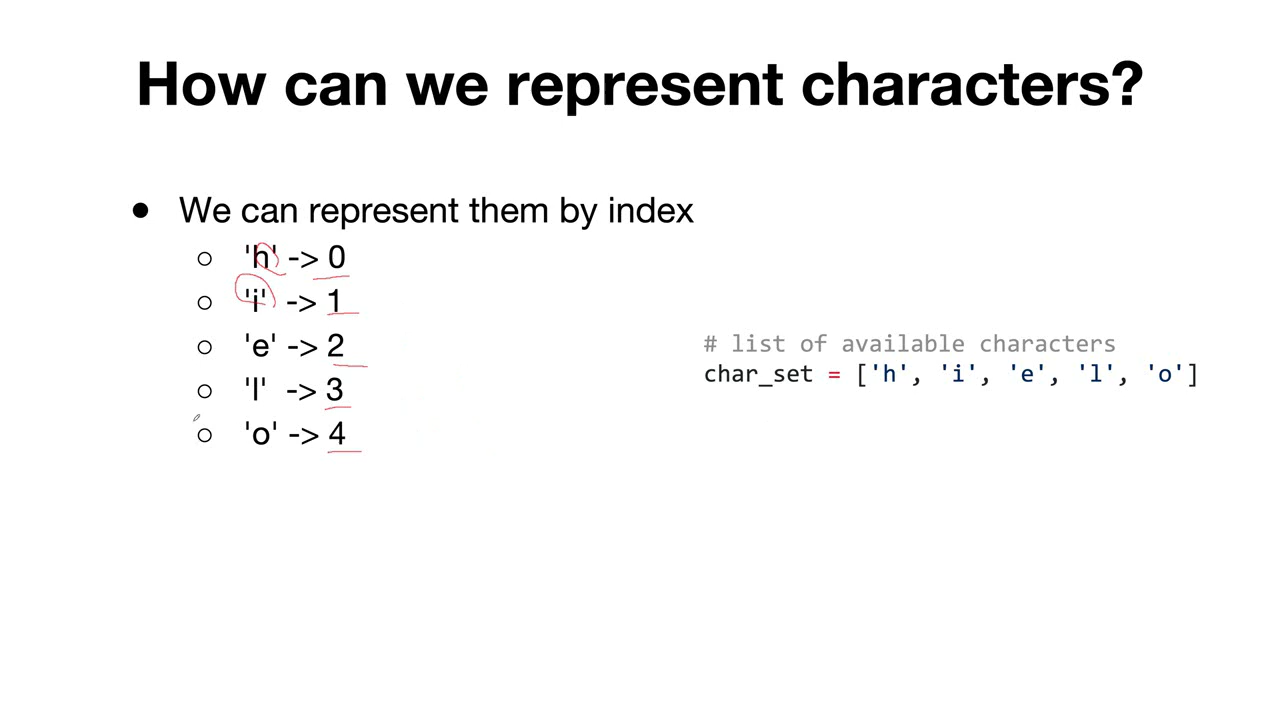 How can we represent characters?
● We can represent them by index
○ 'h' -> 0
○ 'i' -> 1
○ 'e' -> 2
○ 'l' -> 3
○ 'o' -> 4
# list of available characters
char_set = ['h', 'i', 'e', 'l', 'o']